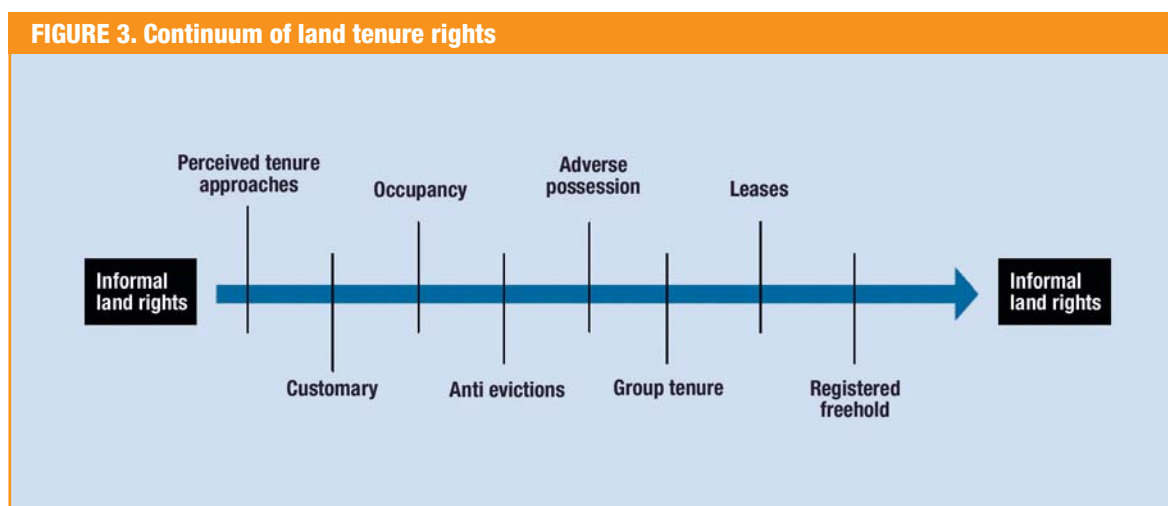 FIGURE 3. Continuum of land tenure rights
Perceived tenure
approaches
Occupancy
Adverse
possession
Leases
Informal
land rights
Informal
land rights
Customary
Anti evictions
Group tenure
Registered
freehold